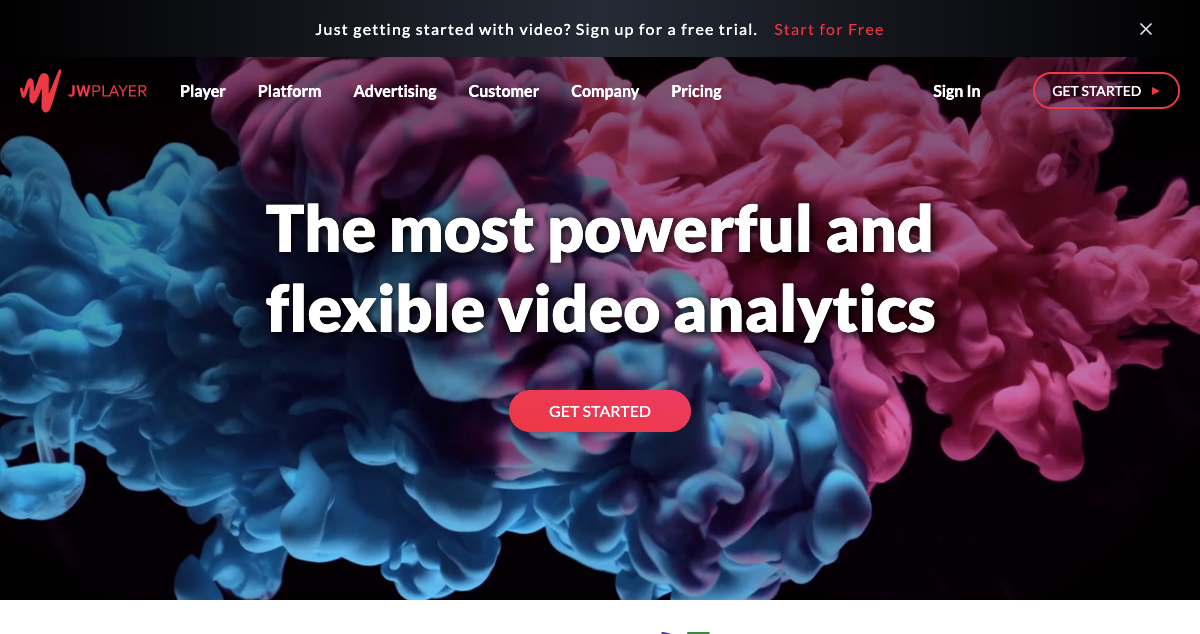 Just getting started with video? Sign up for a free trial. Start for Free
JWPLAYER Player Platform Advertising Customer Company Pricing Sign In GET STARTED
The most powerful and
flexible video analytics
GET STARTED